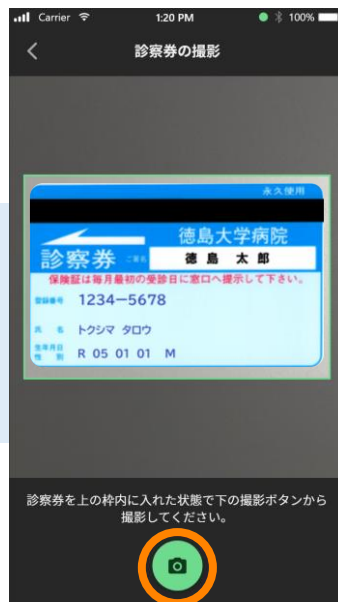 Carrier 1:20 PM 100%
診察券の撮影
永久使用
徳島大学病院
診察券 ご署名 徳島 太郎
保険証は毎月最初の受診日に窓口へ提示して下さい。
登録番号 1234-5678
氏 名 トクシマ タロウ
生年月日
性 別 R 05 01 01 M
診察券を上の枠内に入れた状態で下の撮影ボタンから
撮影してください。